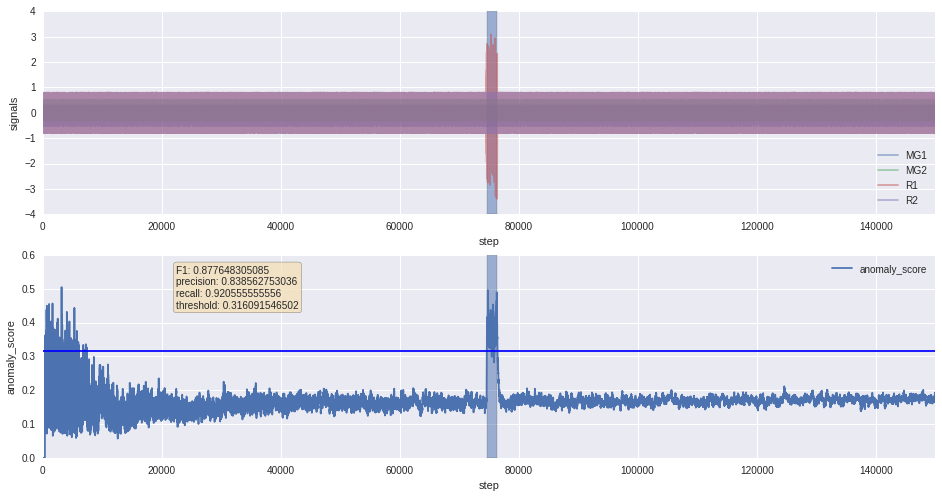 4
3
2
1
0
−1
−2
−3
−4
signals
MG1
MG2
R1
R2
0 20000 40000 60000 80000 100000 120000 140000
step
0.6
0.5
0.4
0.3
0.2
0.1
0.0
anomaly_score
F1: 0.877648305085
precision: 0.838562753036
recall: 0.920555555556
threshold: 0.316091546502
anomaly_score
0 20000 40000 60000 80000 100000 120000 140000
step